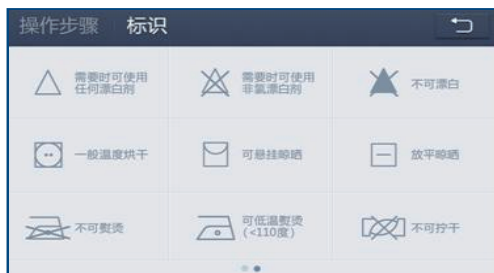 操作步骤 标识
需要时可使用
任何漂白剂
需要时可使用
非氯漂白剂
不可漂白
一般温度烘干
可悬挂晾晒
放平晾晒
不可熨烫
可低温熨烫
(<110度)
不可拧干